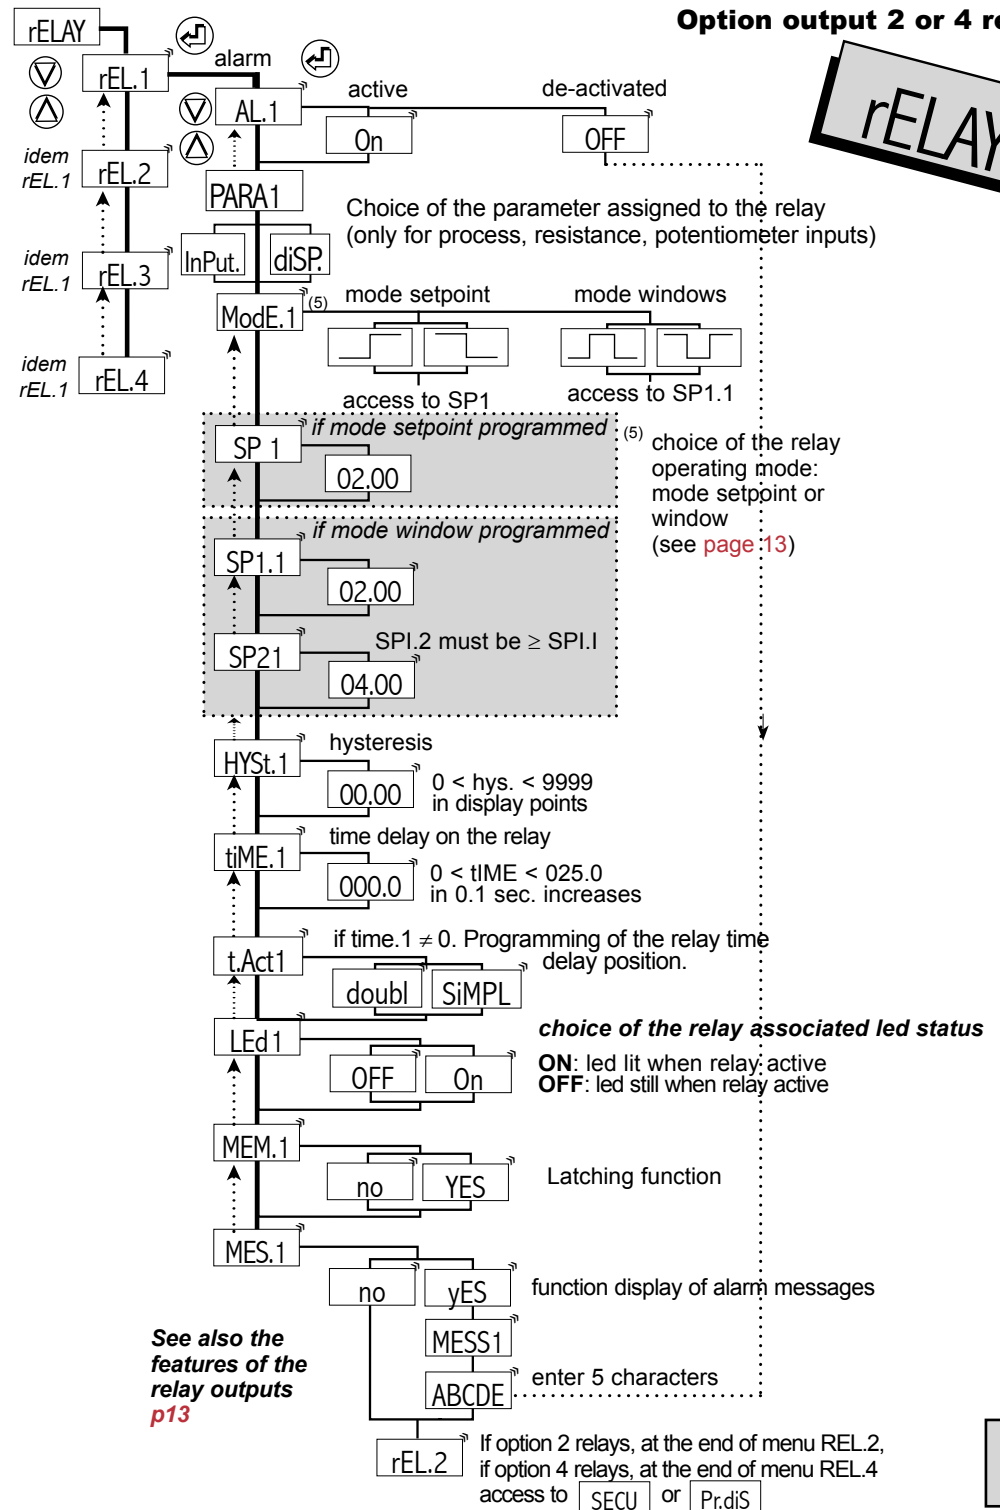 Option output 2 or 4 re
rELAY
rELAY
alarm
rEL.1
AL.1
active
de-activated
On
OFF
idem
rEL.1
rEL.2
PARA1
Choice of the parameter assigned to the relay
(only for process, resistance, potentiometer inputs)
InPut.
diSP.
idem
rEL.1
rEL.3
ModE.1
(5)
mode setpoint
mode windows
idem
rEL.1
rEL.4
access to SP1
access to SP1.1
if mode setpoint programmed
SP 1
02.00
(5)
choice of the relay
operating mode:
mode setpoint or
window
(see page 13)
if mode window programmed
SP1.1
02.00
SP21
SPI.2 must be ≥ SPI.I
04.00
HYSt.1
hysteresis
00.00
0 < hys. < 9999
in display points
tiME.1
time delay on the relay
000.0
0 < tIME < 025.0
in 0.1 sec. increases
t.Act1
if time.1 ≠ 0. Programming of the relay time
delay position.
doubl
SiMPL
LEd1
choice of the relay associated led status
OFF
On
ON: led lit when relay active
OFF: led still when relay active
MEM.1
no
YES
Latching function
MES.1
no
yES
function display of alarm messages
MESS1
ABCDE
enter 5 characters
See also the
features of the
relay outputs
p13
rEL.2
If option 2 relays, at the end of menu REL.2,
if option 4 relays, at the end of menu REL.4
access to SECU or Pr.diS